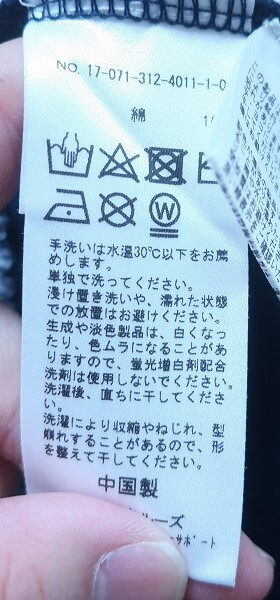 NO. 17-071-312-4011-1-0
綿
W
手洗いは水温30℃以下をお薦
めします。
単独で洗ってください。
浸け置き洗いや、濡れた状態
での放置はお避けください。
生成や淡色製品は、白くなっ
たり、色ムラになることがあ
りますので、蛍光増白剤配合
洗剤は使用しないでください。
洗濯後、直ちに干してくださ
い。
洗濯により収縮やねじれ、型
崩れすることがあるので、形
を整えて干してください。
中国製
ルーズ
サポート